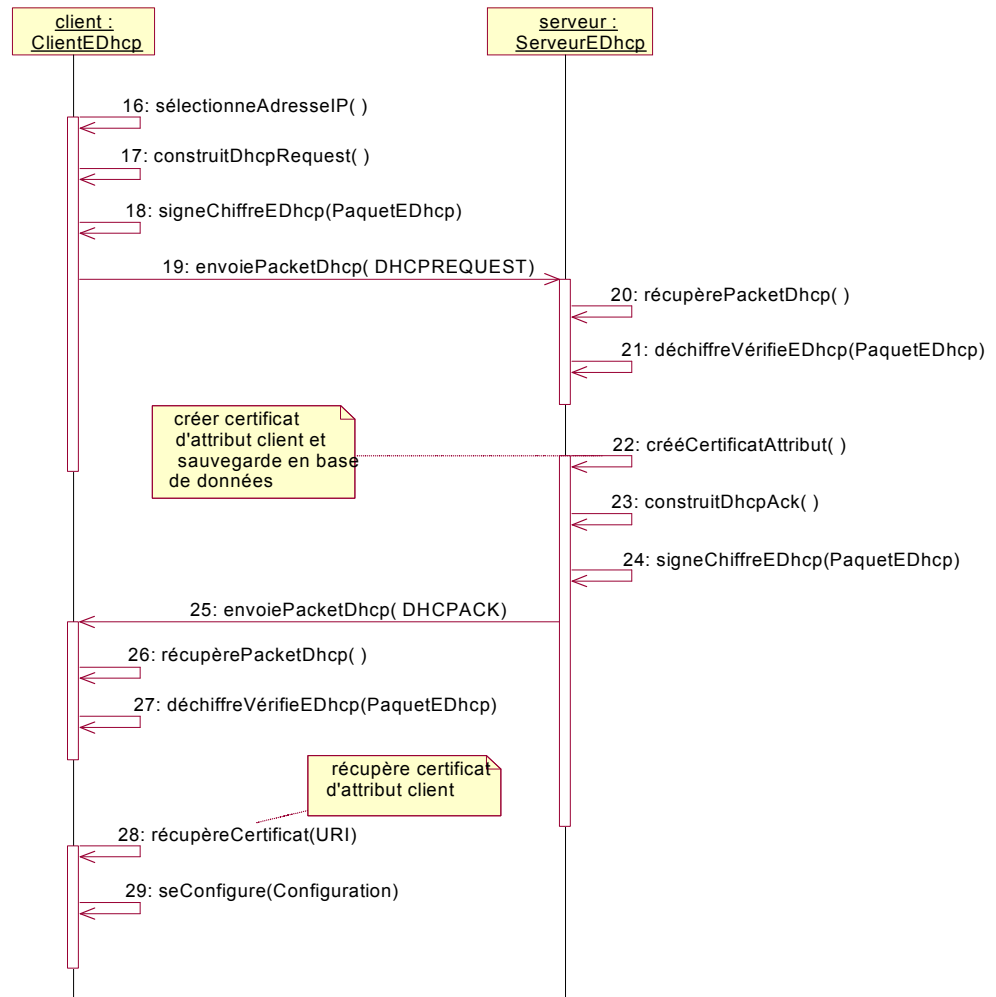 client :
ClientEDhcp
serveur :
ServeurEDhcp
16: sélectionneAdresseIP( )
17: construitDhcpRequest( )
18: signeChiffreEDhcp(PaquetEDhcp)
19: envoiePacketDhcp( DHCPREQUEST)
20: récupèrePacketDhcp( )
21: déchiffreVérifieEDhcp(PaquetEDhcp)
créer certificat
d'attribut client et
sauvegarde en base
de données
22: crééCertificatAttribut( )
23: construitDhcpAck( )
24: signeChiffreEDhcp(PaquetEDhcp)
25: envoiePacketDhcp( DHCPACK)
26: récupèrePacketDhcp( )
27: déchiffreVérifieEDhcp(PaquetEDhcp)
récupère certificat
d'attribut client
28: récupèreCertificat(URI)
29: seConfigure(Configuration)